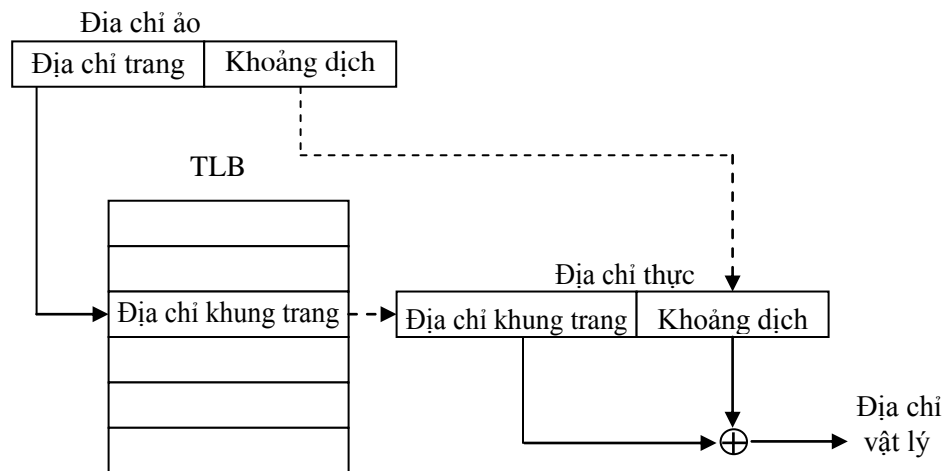 Đia chỉ ảo
Địa chỉ trang Khoảng dịch
TLB
Địa chỉ thực
Địa chỉ khung trang Địa chỉ khung trang Khoảng dịch
Địa chỉ
vật lý